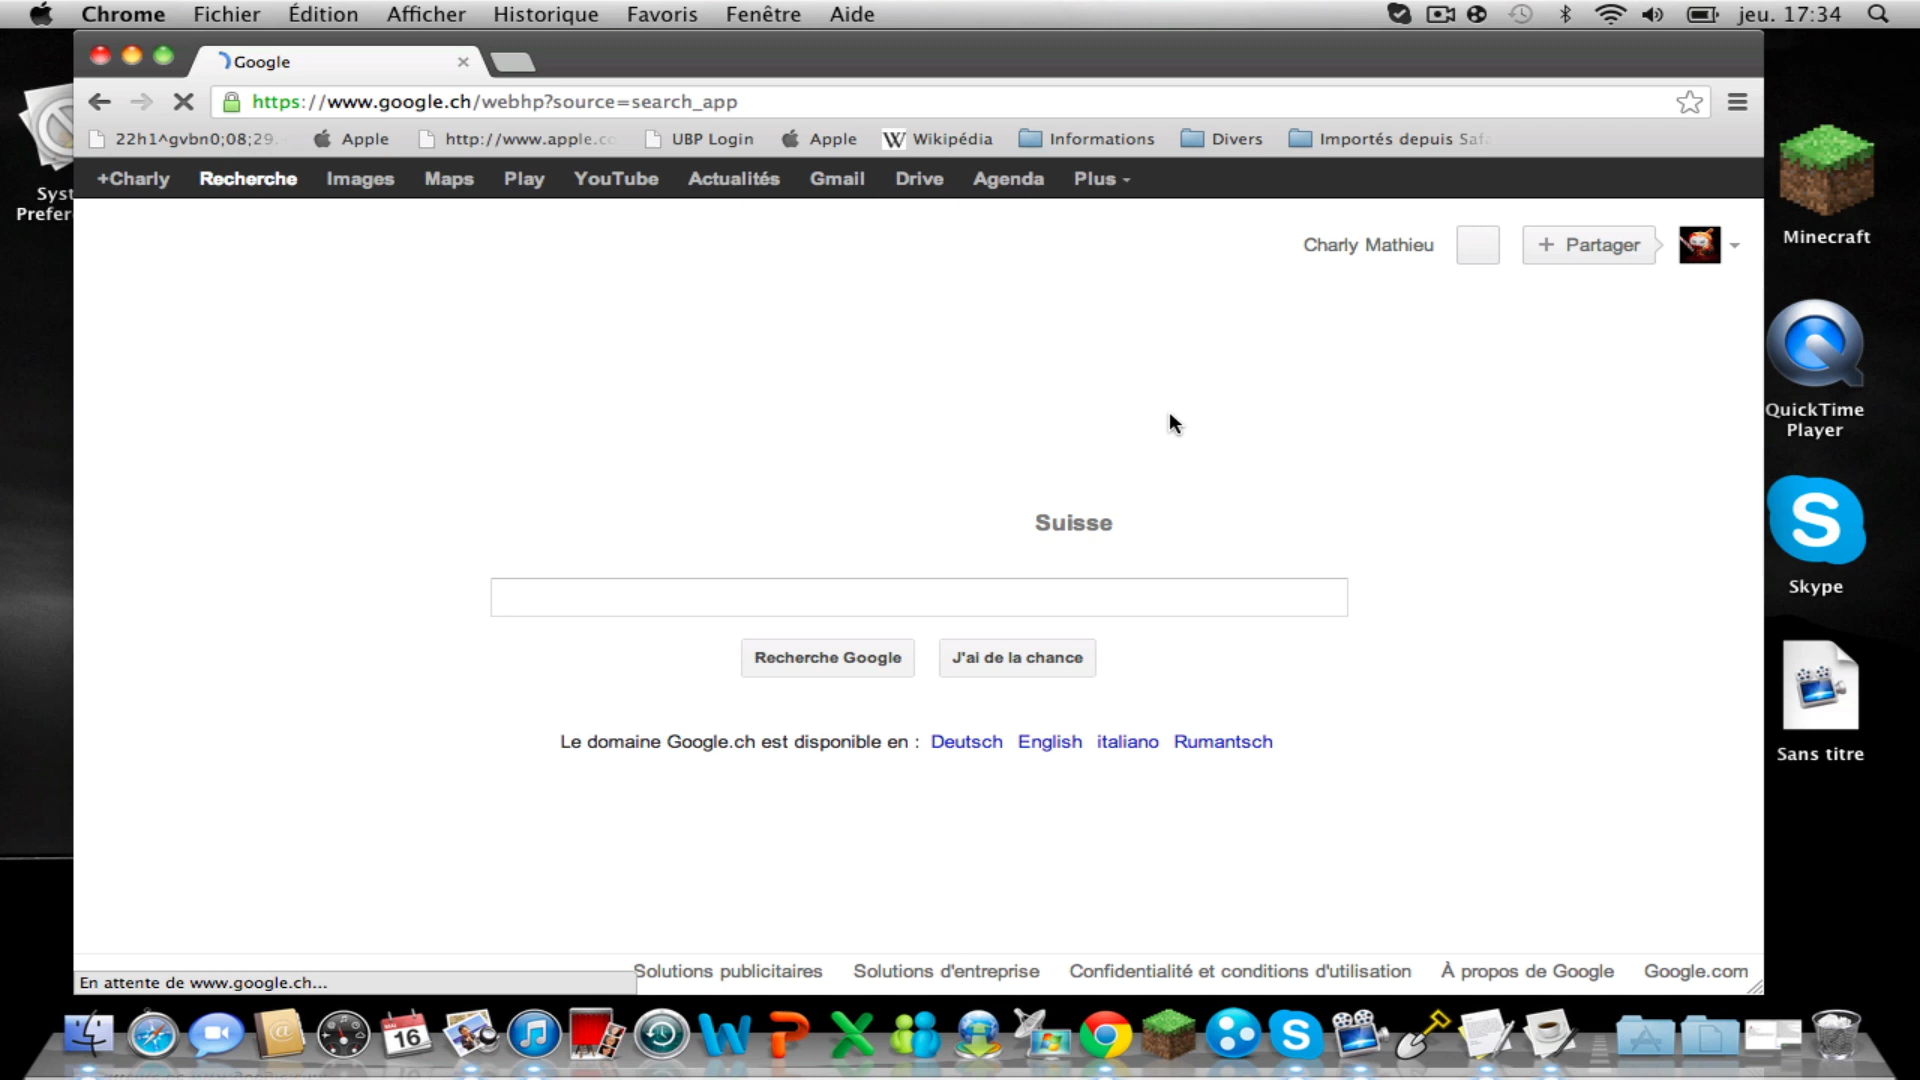 Chrome Fichier Édition Afficher Historique Favoris Fenêtre Aide jeu. 17:34
Google
https://www.google.ch/webhp?source=search_app
22h1^gvbn0;08;29. Apple http://www.apple.co UBP Login Apple Wikipédia Informations Divers Importés depuis Safa
+Charly Recherche Images Maps Play YouTube Actualités Gmail Drive Agenda Plus
Syst
Prefer
Charly Mathieu + Partager
Minecraft
QuickTime
Player
Suisse
Skype
Recherche Google J'ai de la chance
Le domaine Google.ch est disponible en : Deutsch English italiano Rumantsch
Sans titre
Solutions publicitaires Solutions d'entreprise Confidentialité et conditions d'utilisation À propos de Google Google.com
En attente de www.google.ch...
16